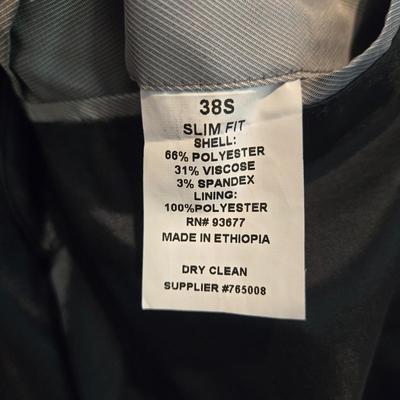 38S
SLIM FIT
SHELL:
66% POLYESTER
31% VISCOSE
3% SPANDEX
LINING:
100%POLYESTER
RN# 93677
MADE IN ETHIOPIA
DRY CLEAN
SUPPLIER #765008